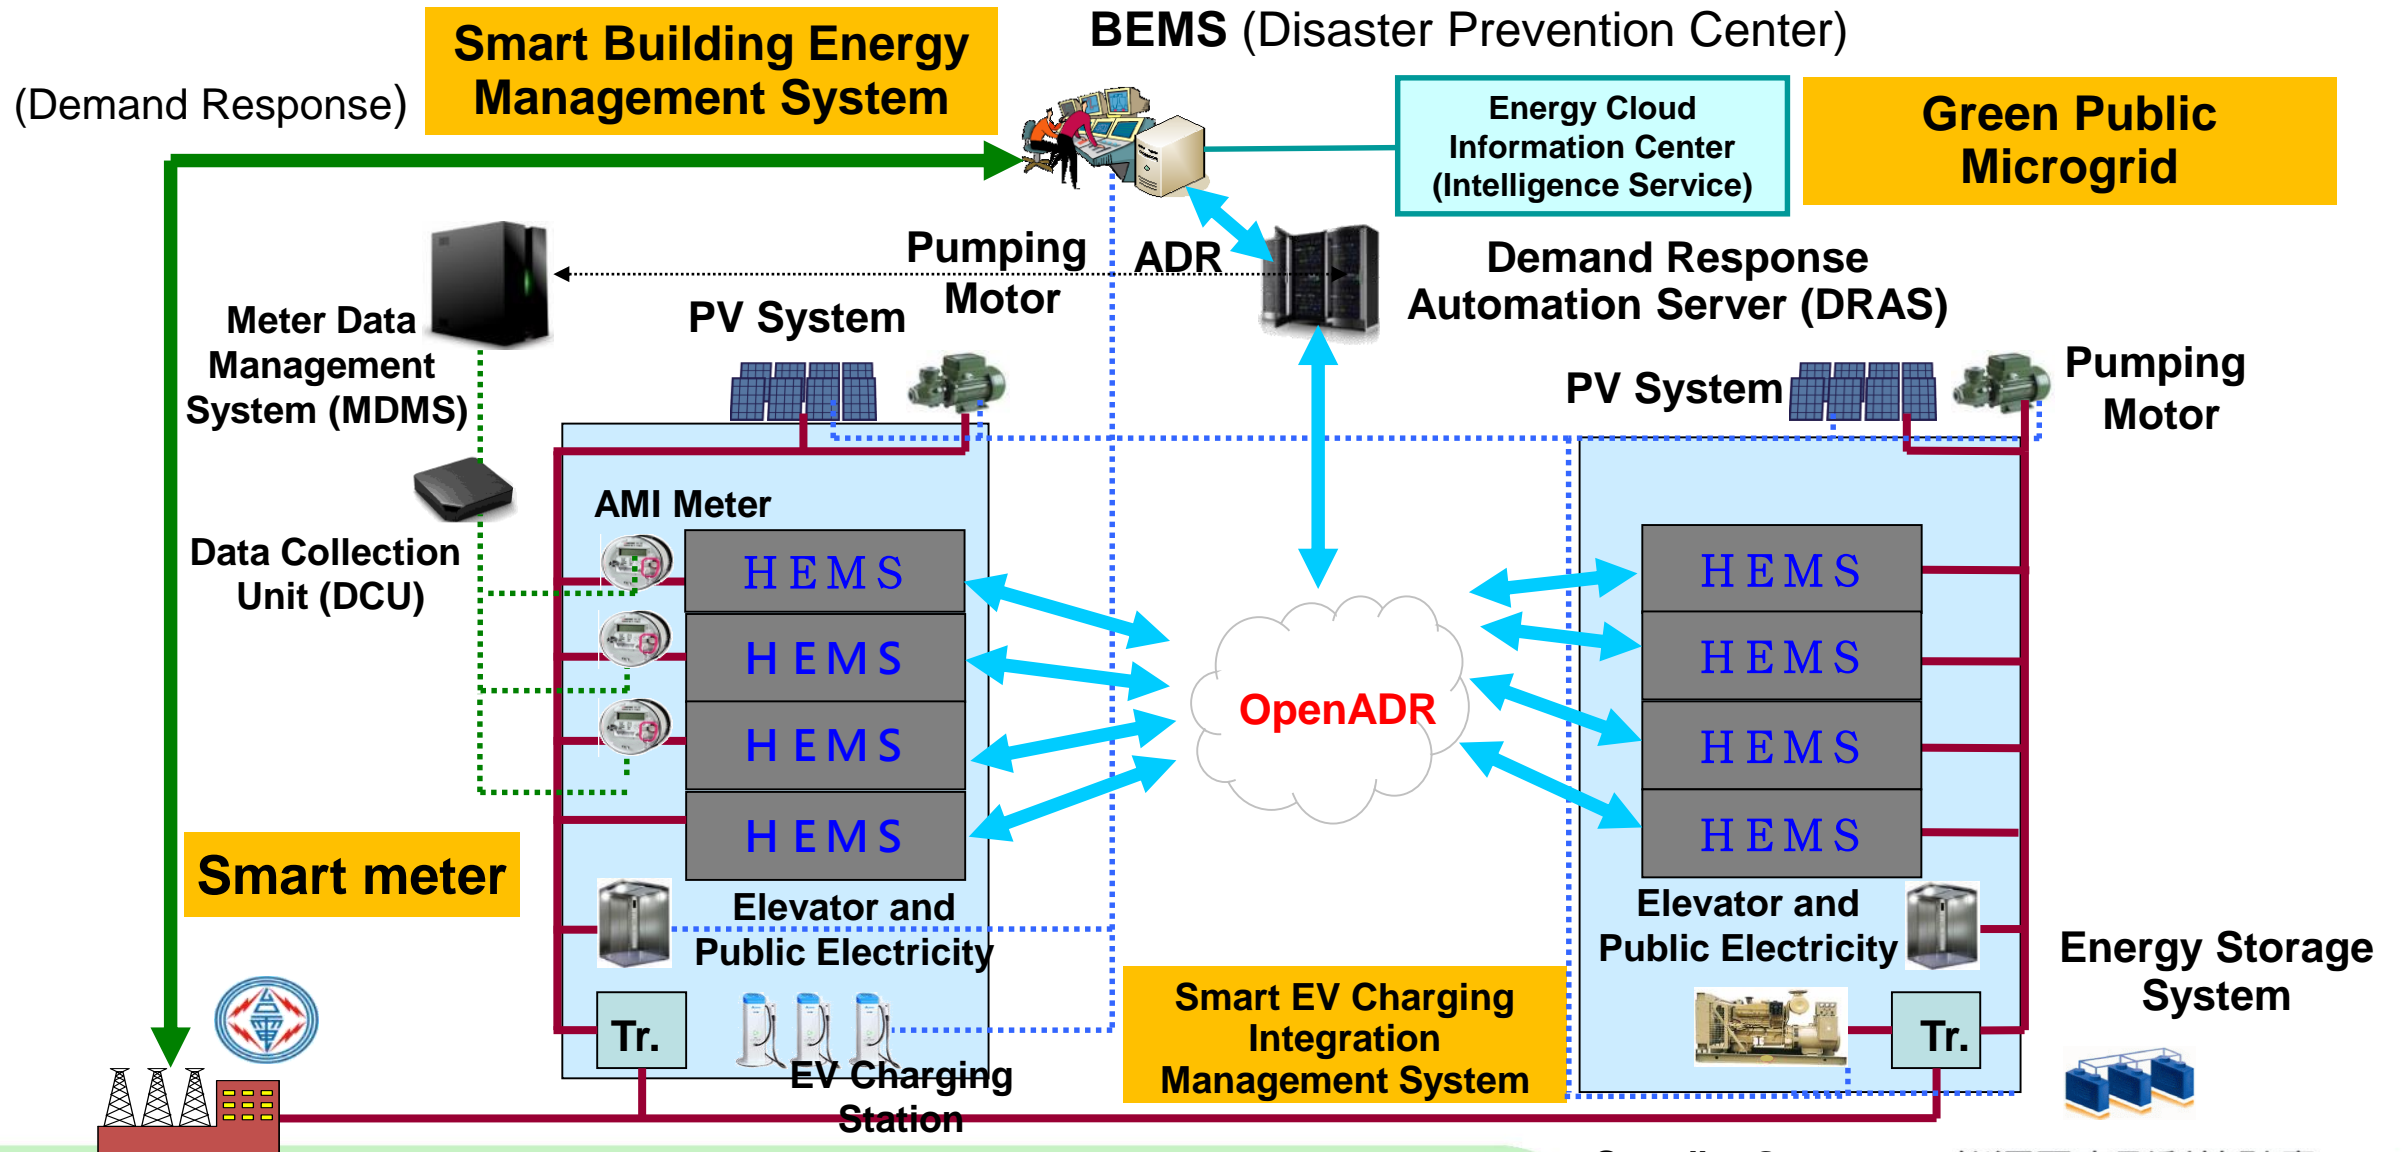 Smart Building Energy
Management System
BEMS (Disaster Prevention Center)
(Demand Response)
Energy Cloud
Information Center
(Intelligence Service)
Green Public
Microgrid
Pumping
Motor
ADR
Demand Response
Automation Server (DRAS)
Meter Data
Management
System (MDMS)
PV System
PV System
Pumping
Motor
AMI Meter
Data Collection
Unit (DCU)
HEMS
HEMS
HEMS
HEMS
OpenADR
HEMS
HEMS
HEMS
HEMS
Smart meter
Elevator and
Public Electricity
Elevator and
Public Electricity
Energy Storage
System
Smart EV Charging
Integration
Management System
Tr.
Tr.
EV Charging
Station